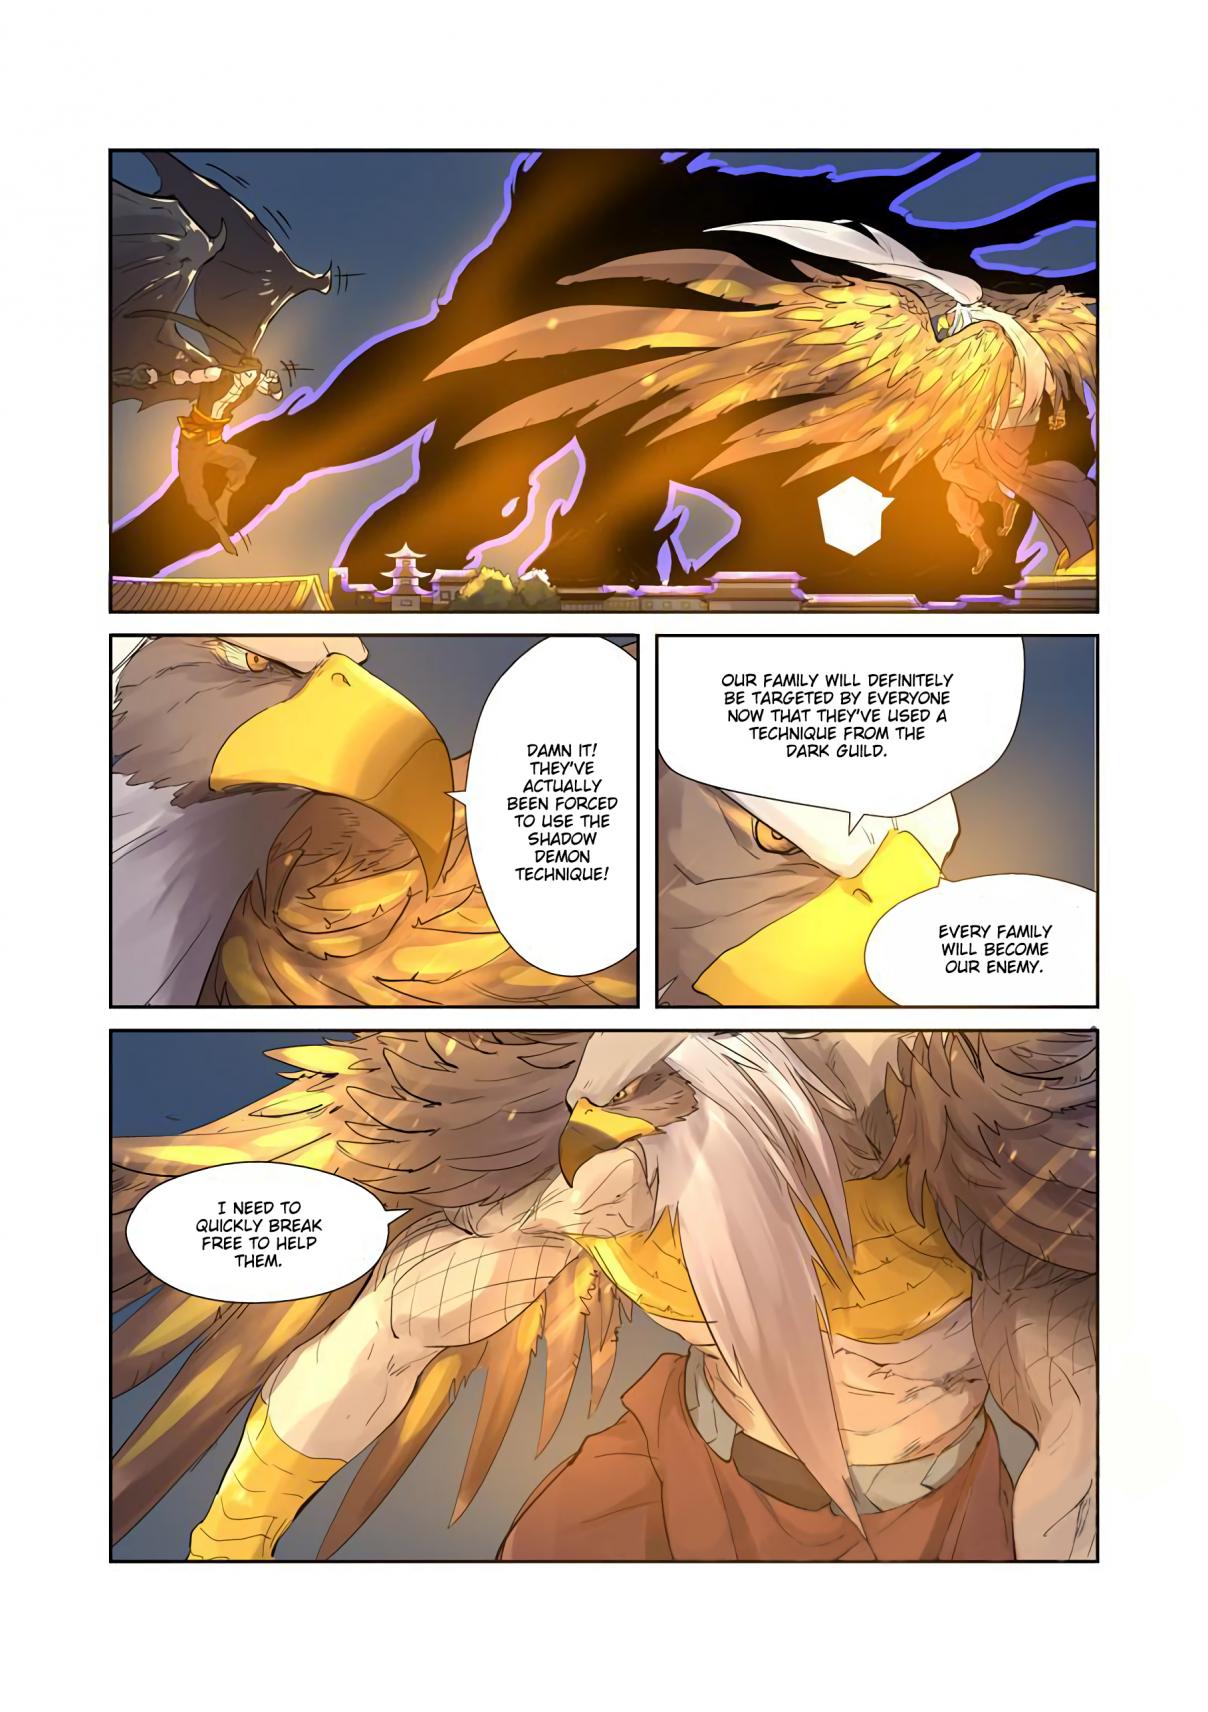 DAMN IT!
THEY'VE
ACTUALLY
BEEN FORCED
TO USE THE
SHADOW
DEMON
TECHNIQUE!
OUR FAMILY WILL DEFINITELY
BE TARGETED BY EVERYONE
NOW THAT THEY'VE USED A
TECHNIQUE FROM THE
DARK GUILD.
EVERY FAMILY
WILL BECOME
OUR ENEMY.
I NEED TO
QUICKLY BREAK
FREE TO HELP
THEM.